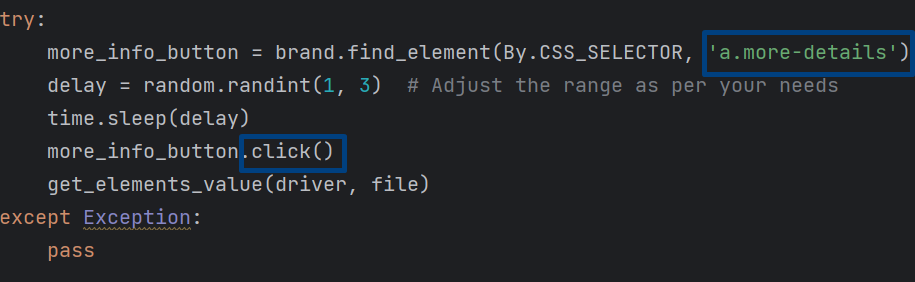 try:
    more_info_button = brand.find_element(By.CSS_SELECTOR, 'a.more-details')
    delay = random.randint(1, 3)  # Adjust the range as per your needs
    time.sleep(delay)
    more_info_button.click()
    get_elements_value(driver, file)
except Exception:
    pass